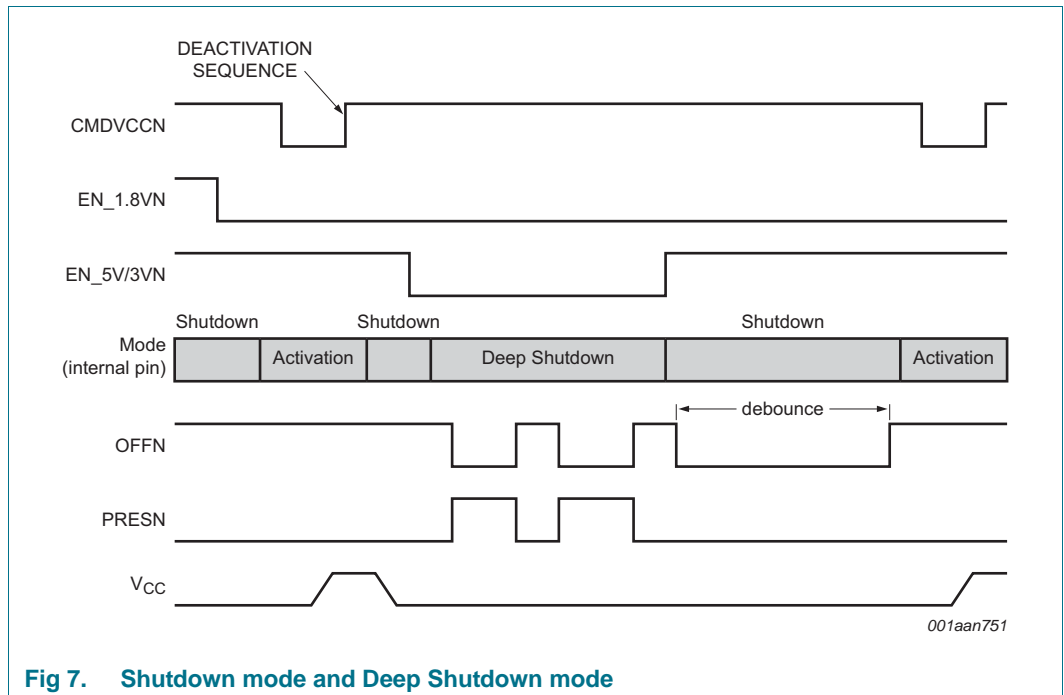 DEACTIVATION
SEQUENCE
CMDVCCN
EN_1.8VN
EN_5V/3VN
Shutdown Shutdown Shutdown
Mode
(internal pin)
Activation Deep Shutdown Activation
debounce
OFFN
PRESN
VCC
001aan751
Fig 7. Shutdown mode and Deep Shutdown mode